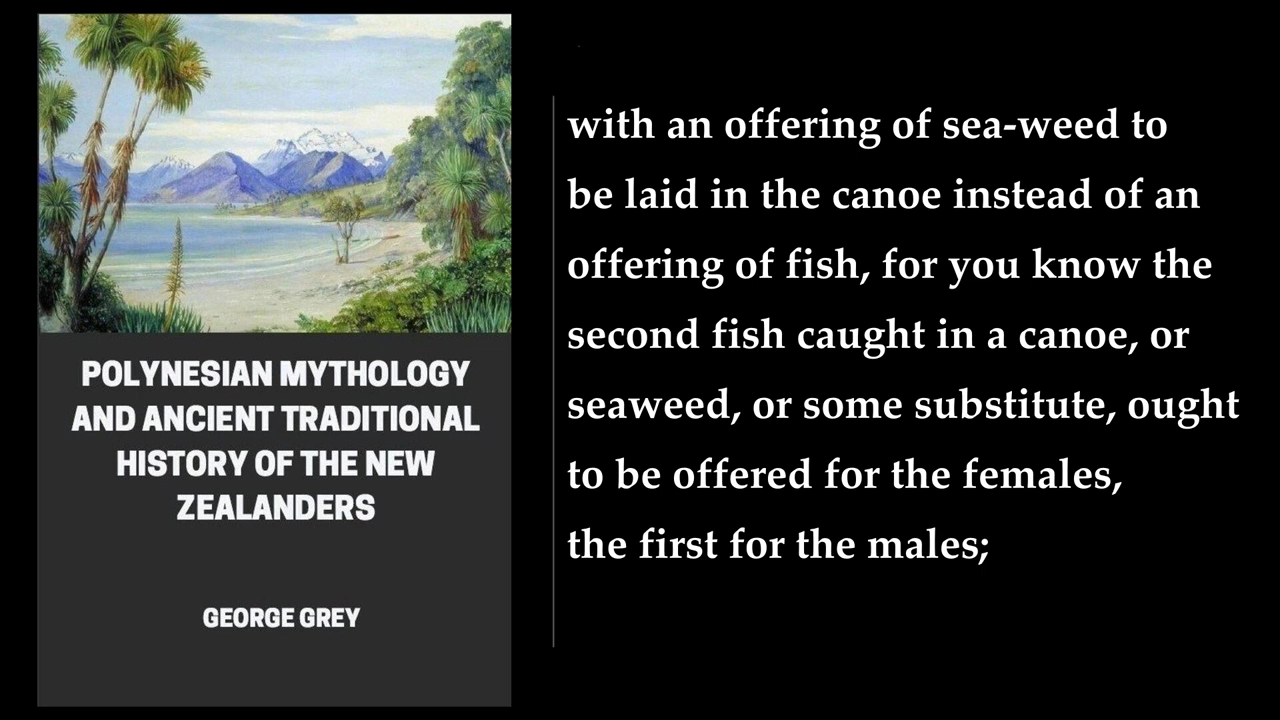 POLYNESIAN MYTHOLOGY
AND ANCIENT TRADITIONAL
HISTORY OF THE NEW
ZEALANDERS
GEORGE GREY
with an offering of sea-weed to
be laid in the canoe instead of an
offering of fish, for you know the
second fish caught in a canoe, or
seaweed, or some substitute, ought
to be offered for the females,
the first for the males;